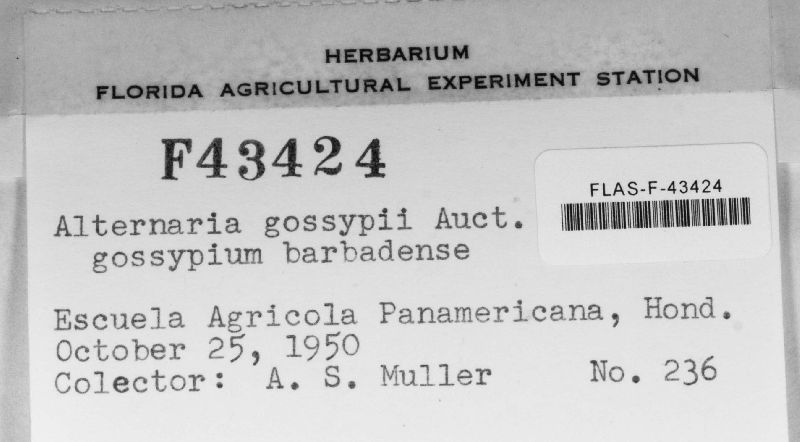 HERBARIUM
FLORIDA AGRICULTURAL EXPERIMENT STATION
F43424
FLAS-F-43424
Alternaria gossypii Auct.
gossypium barbadense
Escuela Agricola Panamericana, Hond.
October 25, 1950
Colector: A. S. Muller No. 236